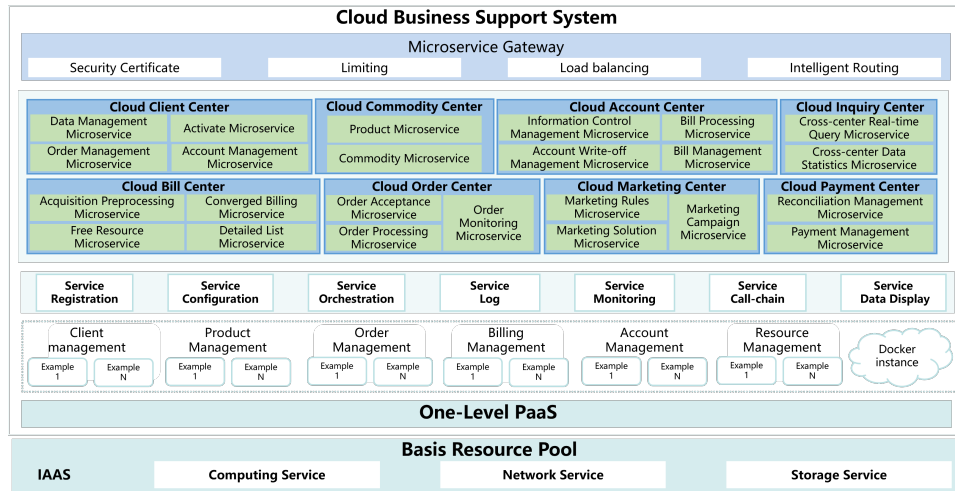 Cloud Business Support System
Microservice Gateway
Security Certificate
Limiting
Load balancing
Intelligent Routing
Cloud Client Center
Data Management
Microservice
Activate Microservice
Order Management
Microservice
Account Management
Microservice
Cloud Commodity Center
Product Microservice
Commodity Microservice
Cloud Account Center
Information Control
Management Microservice
Bill Processing
Microservice
Account Write-off
Management Microservice
Bill Management
Microservice
Cloud Inquiry Center
Cross-center Real-time
Query Microservice
Cross-center Data
Statistics Microservice
Cloud Bill Center
Acquisition Preprocessing
Microservice
Converged Billing
Microservice
Free Resource
Microservice
Detailed List
Microservice
Cloud Order Center
Order Acceptance
Microservice
Order Processing
Microservice
Order
Monitoring
Microservice
Cloud Marketing Center
Marketing Rules
Microservice
Marketing Solution
Microservice
Marketing
Campaign
Microservice
Cloud Payment Center
Reconciliation Management
Microservice
Payment Management
Microservice
Service
Registration
Service
Configuration
Service
Orchestration
Service
Log
Service
Monitoring
Service
Call-chain
Service
Data Display
Client
management
Example
1
Example
N
Product
Management
Example
1
Example
N
Order
Management
Example
1
Example
N
Billing
Management
Example
1
Example
N
Account
Management
Example
1
Example
N
Resource
Management
Example
1
Example
N
Docker
instance
One-Level PaaS
Basis Resource Pool
IAAS
Computing Service
Network Service
Storage Service